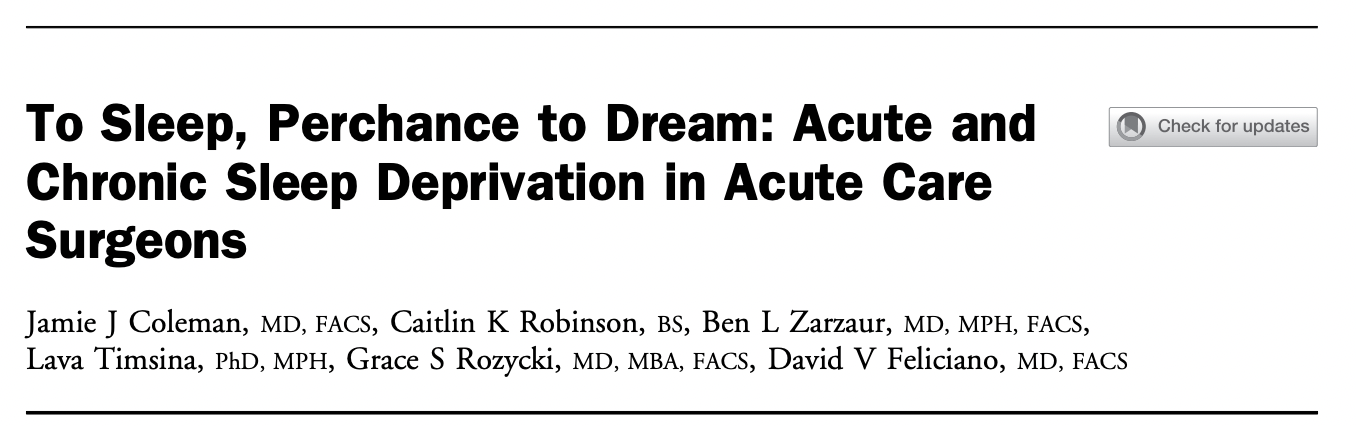 To Sleep, Perchance to Dream: Acute and
Chronic Sleep Deprivation in Acute Care
Surgeons
Check for updates
Jamie J Coleman, MD, FACS, Caitlin K Robinson, BS, Ben L Zarzaur, MD, MPH, FACS,
Lava Timsina, PhD, MPH, Grace S Rozycki, MD, MBA, FACS, David V Feliciano, MD, FACS